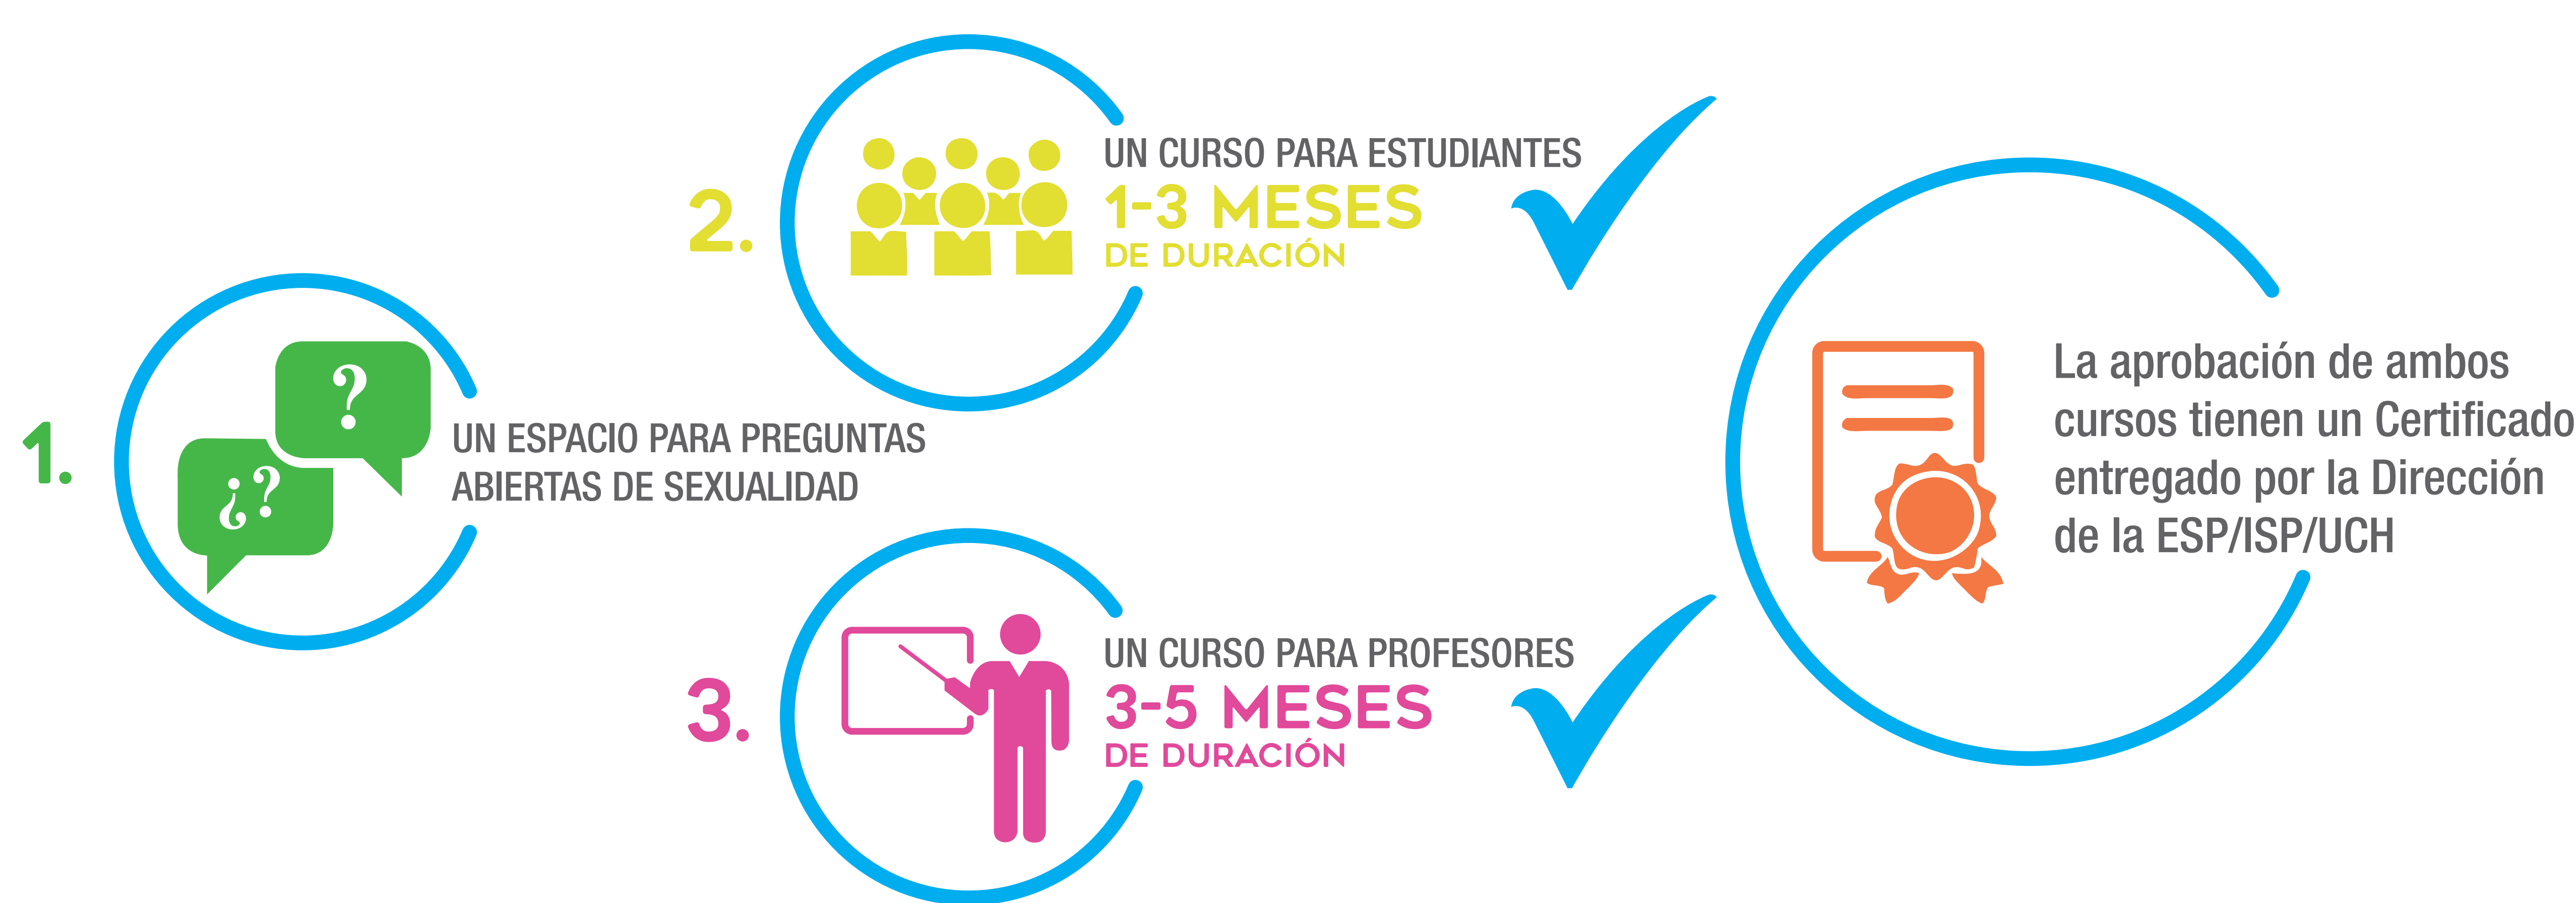 1.
?
¿?
UN ESPACIO PARA PREGUNTAS
ABIERTAS DE SEXUALIDAD
2.
UN CURSO PARA ESTUDIANTES
1-3 MESES
DE DURACIÓN
3.
UN CURSO PARA PROFESORES
3-5 MESES
DE DURACIÓN
La aprobación de ambos
cursos tienen un Certificado
entregado por la Dirección
de la ESP/ISP/UCH